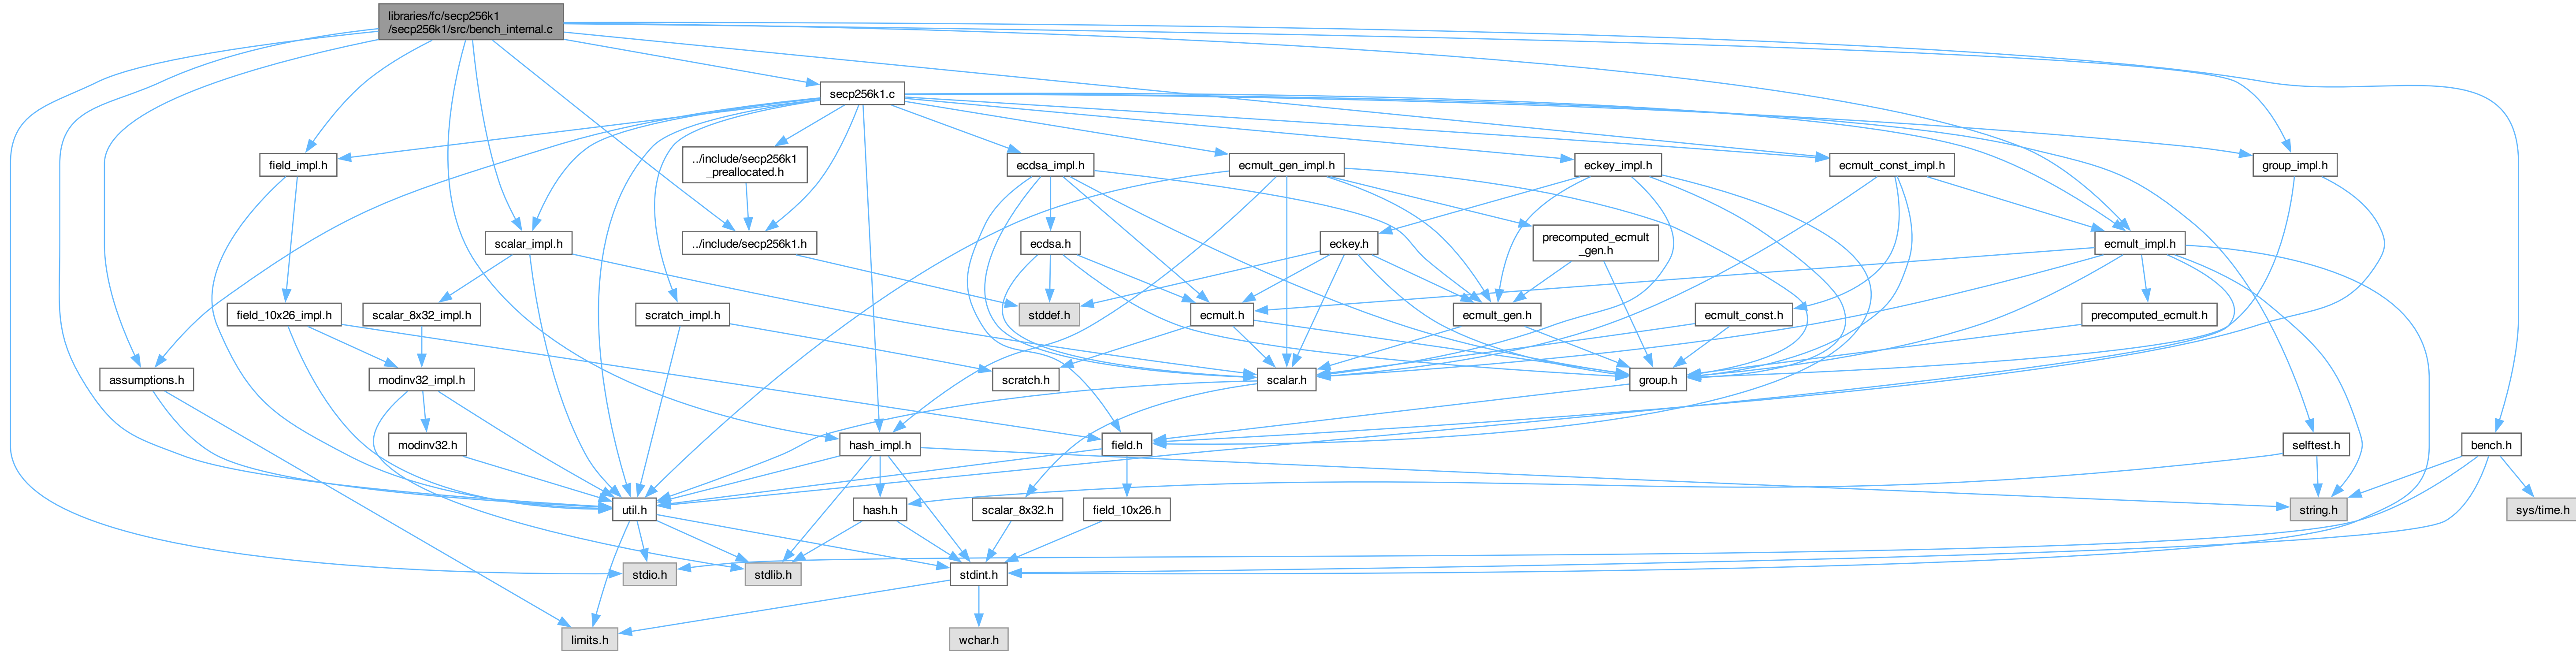 libraries/fc/secp256k1
/secp256k1/src/bench_internal.c
secp256k1.c
field_impl.h
../include/secp256k1
_preallocated.h
ecdsa_impl.h
ecmult_gen_impl.h
eckey_impl.h
ecmult_const_impl.h
group_impl.h
scalar_impl.h
../include/secp256k1.h
ecdsa.h
eckey.h
precomputed_ecmult
_gen.h
ecmult_impl.h
field_10x26_impl.h
scalar_8x32_impl.h
scratch_impl.h
stddef.h
ecmult.h
ecmult_gen.h
ecmult_const.h
precomputed_ecmult.h
assumptions.h
modinv32_impl.h
scratch.h
scalar.h
group.h
modinv32.h
hash_impl.h
field.h
selftest.h
bench.h
util.h
hash.h
scalar_8x32.h
field_10x26.h
string.h
sys/time.h
stdio.h
stdlib.h
stdint.h
limits.h
wchar.h